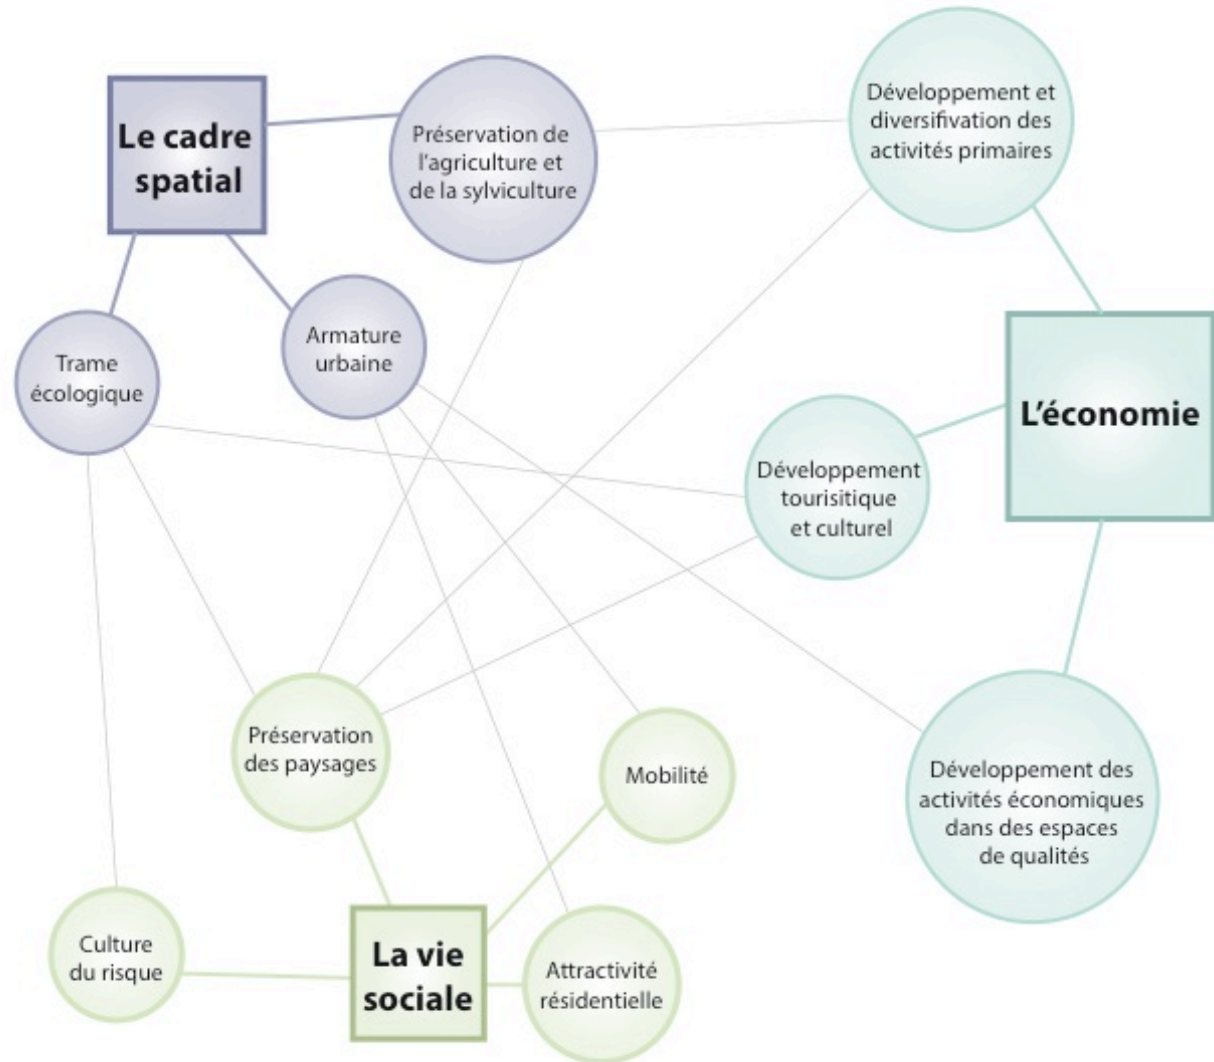 Le cadre
spatial
Préservation de
l'agriculture et
de la sylviculture
Développement et
diversifivation des
activités primaires
Trame
écologique
Armature
urbaine
L'économie
Développement
tourisitique
et culturel
Préservation
des paysages
Mobilité
Développement des
activités économiques
dans des espaces
de qualités
Culture
du risque
La vie
sociale
Attractivité
résidentielle